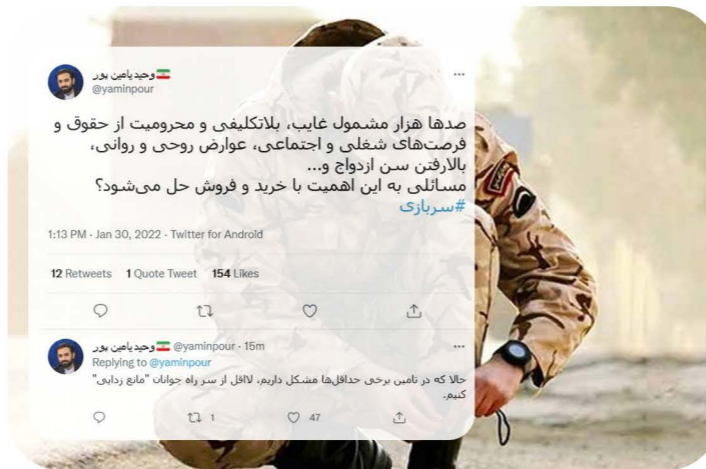 وحید یامین پور
@yaminpour
صدها هزار مشمول غایب، بلاتکلیفی و محرومیت از حقوق و
فرصت‌های شغلی و اجتماعی، عوارض روحی و روانی،
بالارفتن سن ازدواج و...
مسائلی به این اهمیت با خرید و فروش حل می‌شود؟
#سربازی
1:13 PM · Jan 30, 2022 · Twitter for Android
12 Retweets 1 Quote Tweet 154 Likes
وحید یامین پور @yaminpour · 15m
Replying to @yaminpour
حالا که در تامین برخی حداقل‌ها مشکل داریم، لااقل از سر راه جوانان "مانع زدایی"
کنیم.
1 47